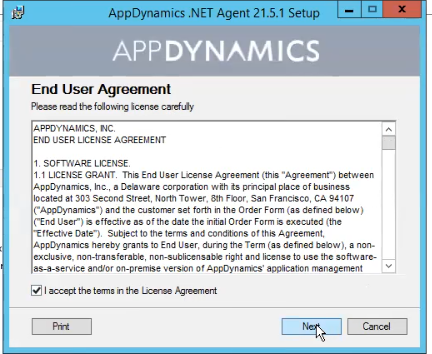 AppDynamics .NET Agent 21.5.1 Setup
APPDYNAMICS
End User Agreement
Please read the following license carefully
APPDYNAMICS, INC.
END USER LICENSE AGREEMENT
1. SOFTWARE LICENSE.
1.1 LICENSE GRANT.  This End User License Agreement (this "Agreement") between
AppDynamics, Inc., a Delaware corporation with its principal place of business
located at 303 Second Street, North Tower, 8th Floor, San Francisco, CA 94107
("AppDynamics") and the customer set forth in the Order Form (as defined below)
("End User") is effective as of the date the initial Order Form is executed (the
"Effective Date").  Subject to the terms and conditions of this Agreement,
AppDynamics hereby grants to End User, during the Term (as defined below), a non-
exclusive, non-transferable, non-sublicensable right and license to use the software-
as-a-service and/or on-premise version of AppDynamics' application management
I accept the terms in the License Agreement
Print
Next
Cancel